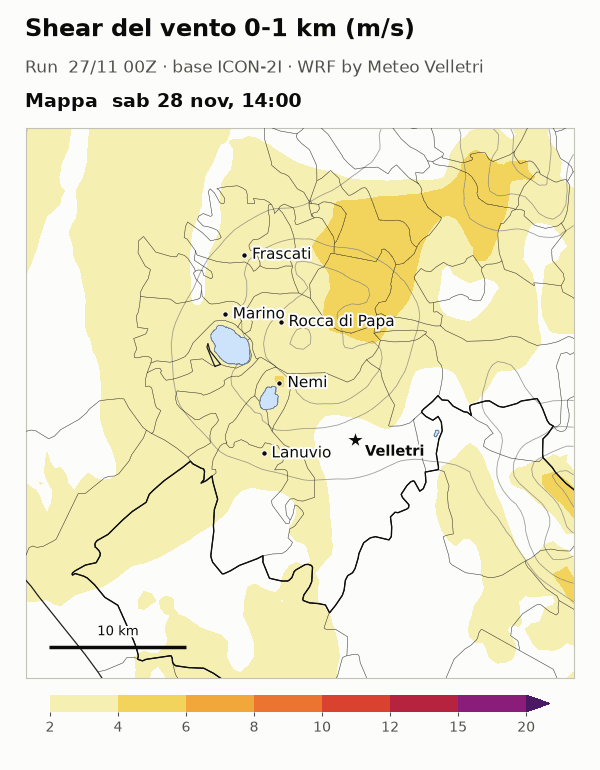 Shear del vento 0-1 km (m/s)
Run  27/11 00Z · base ICON-2I · WRF by Meteo Velletri
Mappa  sab 28 nov, 14:00
Frascati
Marino
Rocca di Papa
Nemi
Velletri
Lanuvio
10 km
2 4 6 8 10 12 15 20